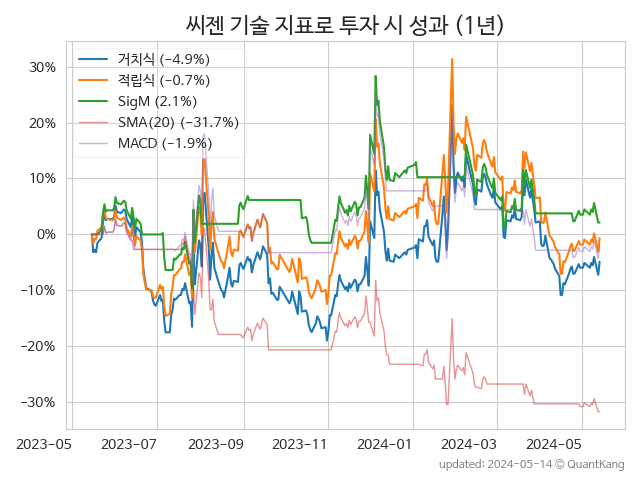 씨젠 기술 지표로 투자 시 성과 (1년)
거치식 (−4.9%)
적립식 (−0.7%)
SigM (2.1%)
SMA(20) (−31.7%)
MACD (−1.9%)
30%
20%
10%
0%
−10%
−20%
−30%
2023-05 2023-07 2023-09 2023-11 2024-01 2024-03 2024-05
updated: 2024-05-14 ⓒ QuantKang